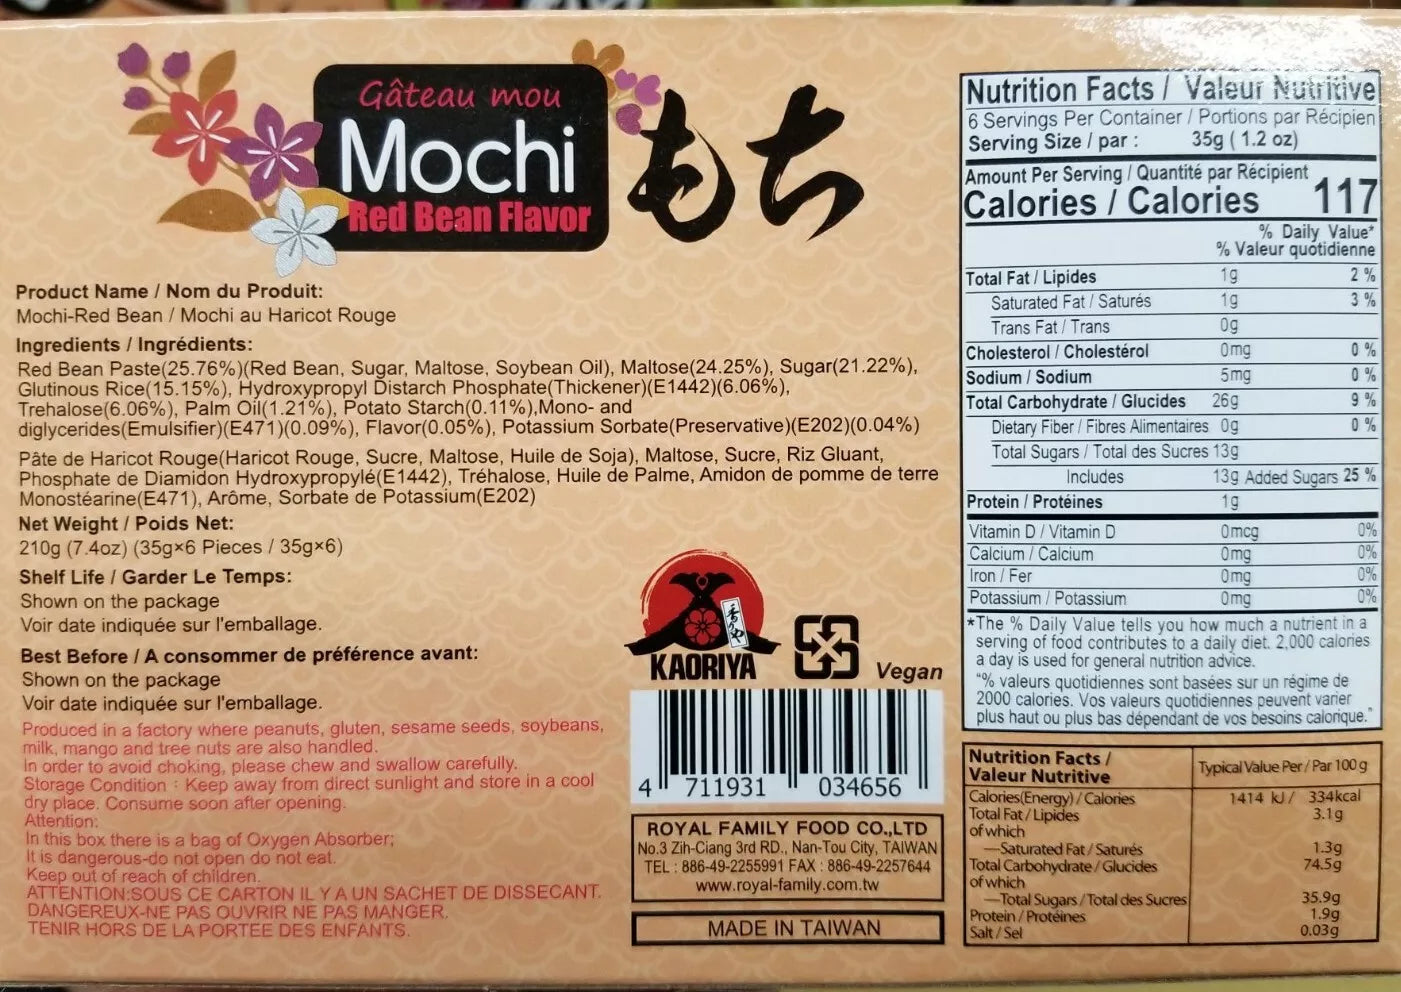 Gâteau mou
Mochi
Red Bean Flavor
もち
Product Name / Nom du Produit:
Mochi-Red Bean / Mochi au Haricot Rouge
Ingredients / Ingrédients:
Red Bean Paste(25.76%)(Red Bean, Sugar, Maltose, Soybean Oil), Maltose(24.25%), Sugar(21.22%),
Glutinous Rice(15.15%), Hydroxypropyl Distarch Phosphate(Thickener)(E1442)(6.06%),
Trehalose(6.06%), Palm Oil(1.21%), Potato Starch(0.11%),Mono- and
diglycerides(Emulsifier)(E471)(0.09%), Flavor(0.05%), Potassium Sorbate(Preservative)(E202)(0.04%)
Pâte de Haricot Rouge(Haricot Rouge, Sucre, Maltose, Huile de Soja), Maltose, Sucre, Riz Gluant,
Phosphate de Diamidon Hydroxypropylé(E1442), Tréhalose, Huile de Palme, Amidon de pomme de terre
Monostéarine(E471), Arôme, Sorbate de Potassium(E202)
Net Weight / Poids Net:
210g (7.4oz) (35g×6 Pieces / 35g×6)
Shelf Life / Garder Le Temps:
Shown on the package
Voir date indiquée sur l'emballage.
Best Before / A consommer de préférence avant:
Shown on the package
Voir date indiquée sur l'emballage.
Produced in a factory where peanuts, gluten, sesame seeds, soybeans,
milk, mango and tree nuts are also handled.
In order to avoid choking, please chew and swallow carefully.
Storage Condition : Keep away from direct sunlight and store in a cool
dry place. Consume soon after opening.
Attention:
In this box there is a bag of Oxygen Absorber;
It is dangerous-do not open do not eat.
Keep out of reach of children.
ATTENTION:SOUS CE CARTON IL Y A UN SACHET DE DISSECANT.
DANGEREUX-NE PAS OUVRIR NE PAS MANGER.
TENIR HORS DE LA PORTEE DES ENFANTS.
香の や
KAORIYA
Vegan
4 711931 034656
ROYAL FAMILY FOOD CO.,LTD
No.3 Zih-Ciang 3rd RD., Nan-Tou City, TAIWAN
TEL : 886-49-2255991 FAX : 886-49-2257644
www.royal-family.com.tw
MADE IN TAIWAN
Nutrition Facts / Valeur Nutritive
6 Servings Per Container / Portions par Récipien
Serving Size / par : 35g ( 1.2 oz)
Amount Per Serving / Quantité par Récipient
Calories / Calories 117
% Daily Value*
% Valeur quotidienne
Total Fat / Lipides 1g 2 %
Saturated Fat / Saturés 1g 3 %
Trans Fat / Trans 0g
Cholesterol / Cholestérol 0mg 0 %
Sodium / Sodium 5mg 0 %
Total Carbohydrate / Glucides 26g 9 %
Dietary Fiber / Fibres Alimentaires 0g 0 %
Total Sugars / Total des Sucres 13g
Includes 13g Added Sugars 25 %
Protein / Protéines 1g
Vitamin D / Vitamin D 0mcg 0%
Calcium / Calcium 0mg 0%
Iron / Fer 0mg 0%
Potassium / Potassium 0mg 0%
*The % Daily Value tells you how much a nutrient in a
serving of food contributes to a daily diet. 2,000 calories
a day is used for general nutrition advice.
"% valeurs quotidiennes sont basées sur un régime de
2000 calories. Vos valeurs quotidiennes peuvent varier
plus haut ou plus bas dépendant de vos besoins calorique."
Nutrition Facts /
Valeur Nutritive
Typical Value Per / Par 100 g
Calories(Energy) / Calories 1414 kJ / 334kcal
Total Fat / Lipides 3.1g
of which
—Saturated Fat / Saturés 1.3g
Total Carbohydrate / Glucides 74.5g
of which
—Total Sugars / Total des Sucres 35.9g
Protein / Protéines 1.9g
Salt / Sel 0.03g